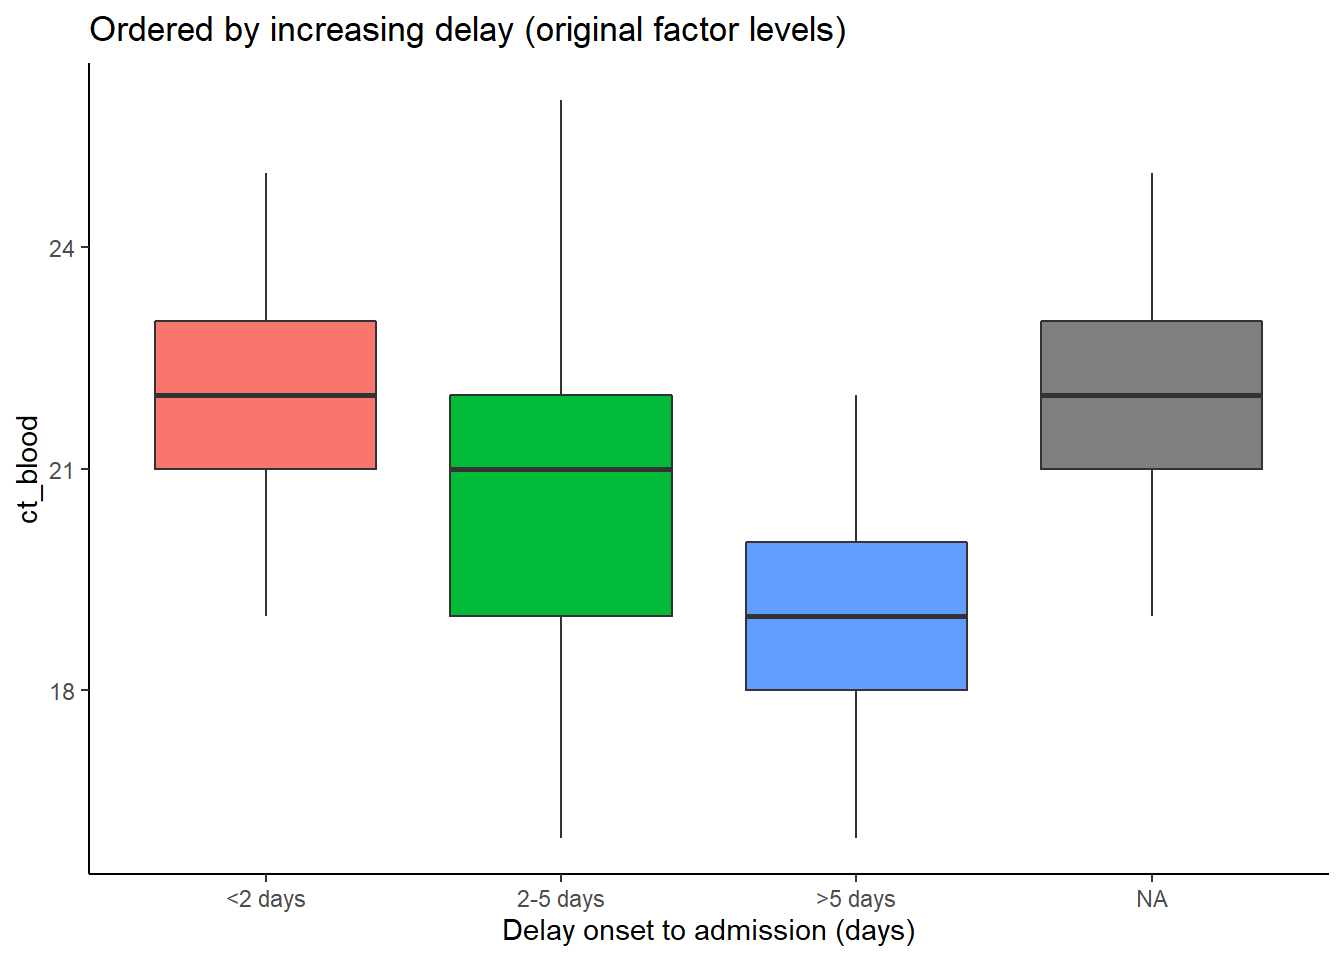 Ordered by increasing delay (original factor levels)
ct_blood
24
21
18
<2 days
2-5 days
>5 days
NA
Delay onset to admission (days)